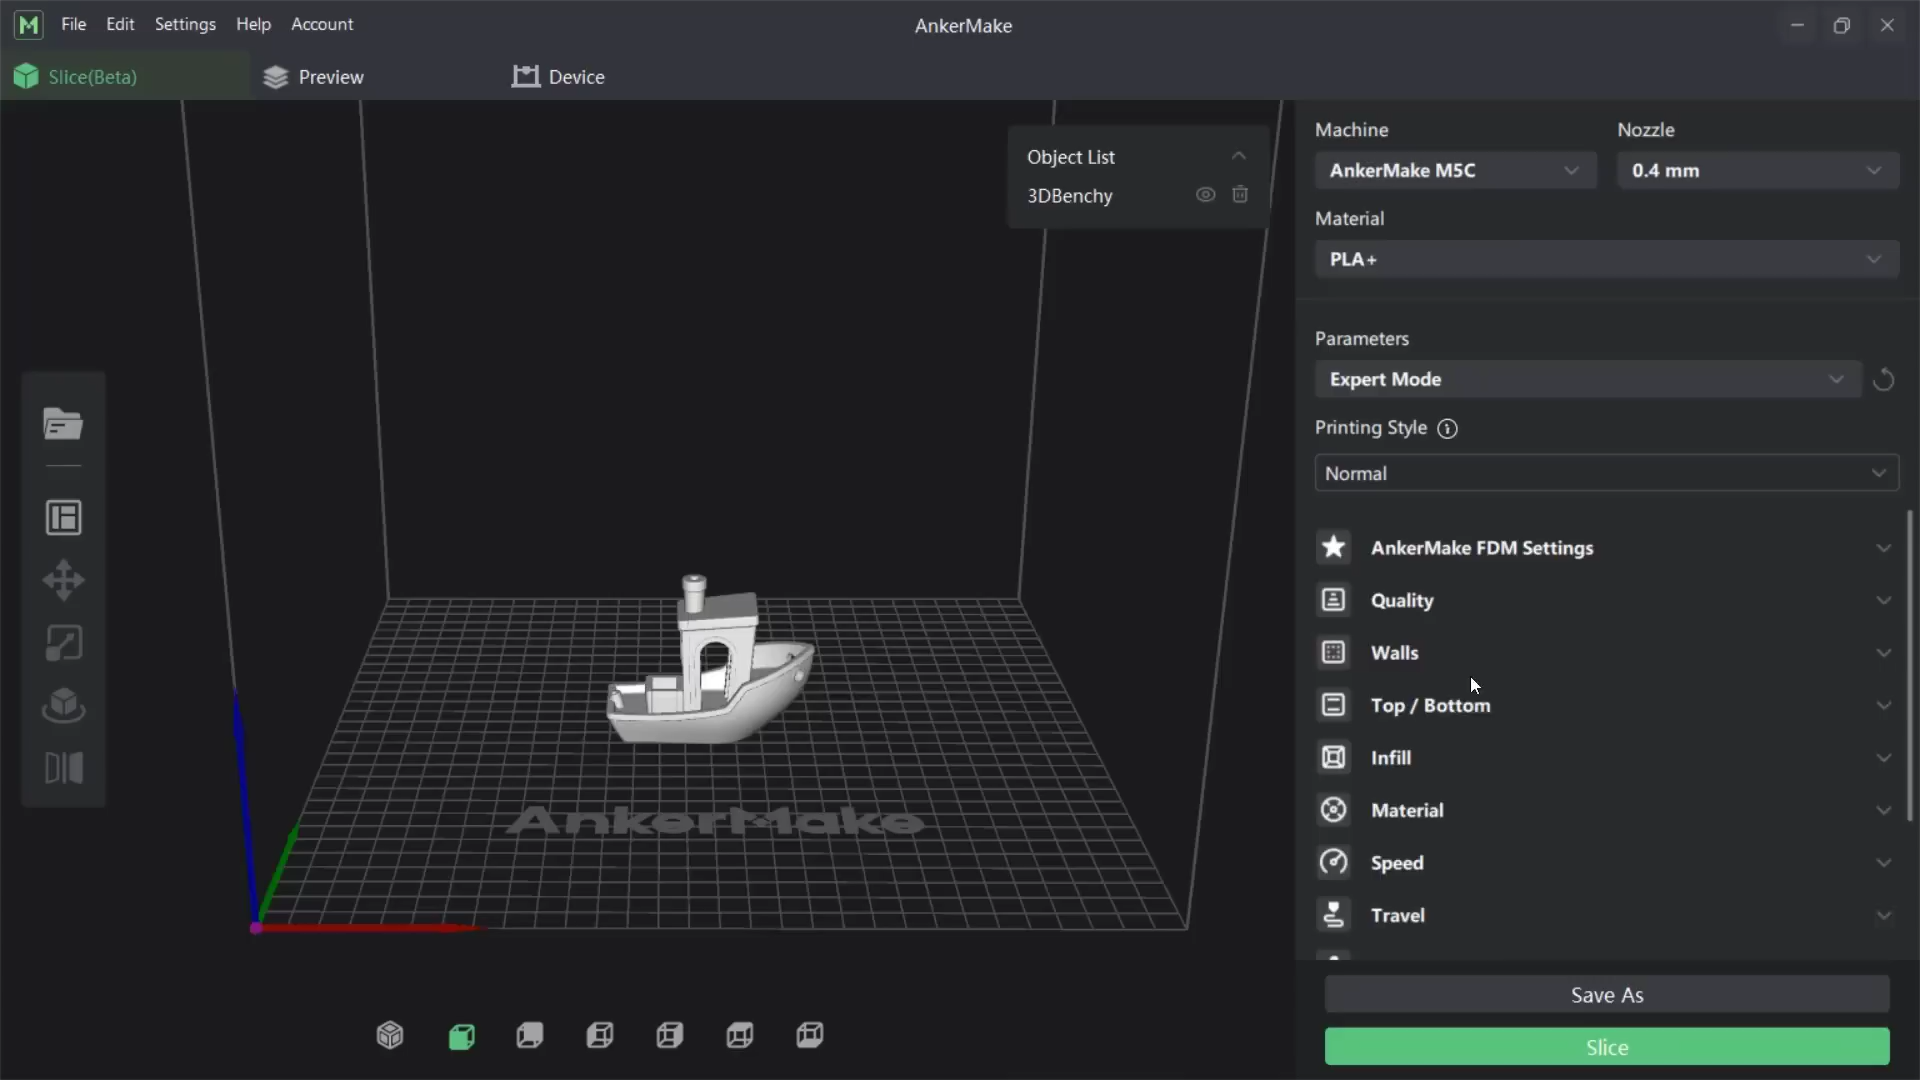 File Edit Settings Help Account
AnkerMake
Slice(Beta)
Preview
Device
Object List
3DBenchy
AnkerMake
Machine
Nozzle
AnkerMake M5C
0.4 mm
Material
PLA+
Parameters
Expert Mode
Printing Style
Normal
AnkerMake FDM Settings
Quality
Walls
Top / Bottom
Infill
Material
Speed
Travel
Save As
Slice